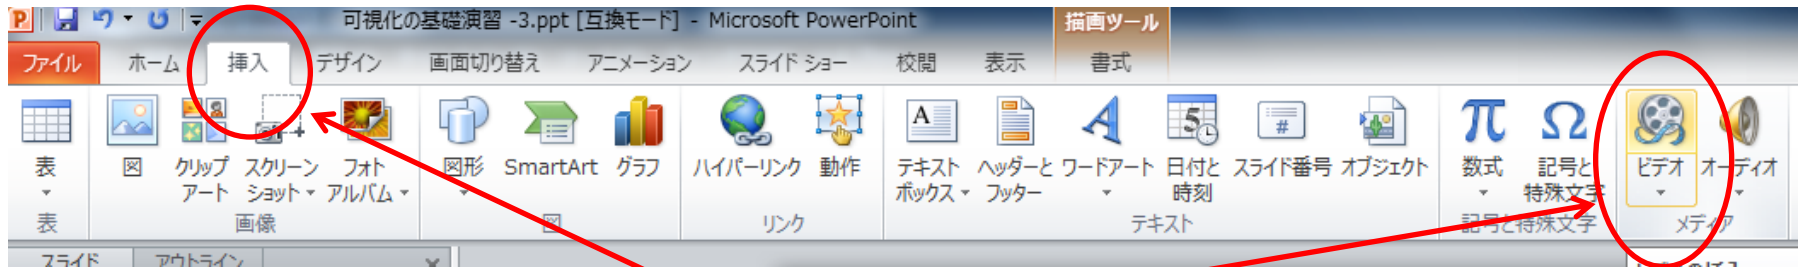 可視化の基礎演習 -3.ppt [互換モード] - Microsoft PowerPoint
描画ツール
ファイル ホーム 挿入 デザイン 画面切り替え アニメーション スライド ショー 校閲 表示 書式
表 図 クリップ スクリーン フォト 図形 SmartArt グラフ ハイパーリンク 動作 テキスト ヘッダーと ワードアート 日付と スライド番号 オブジェクト 数式 記号と ビデオ オーディオ
アート ショット アルバム ボックス フッター 時刻 特殊文字
表 画像 図 リンク テキスト 記号と特殊文字 メディア
スライド アウトライン